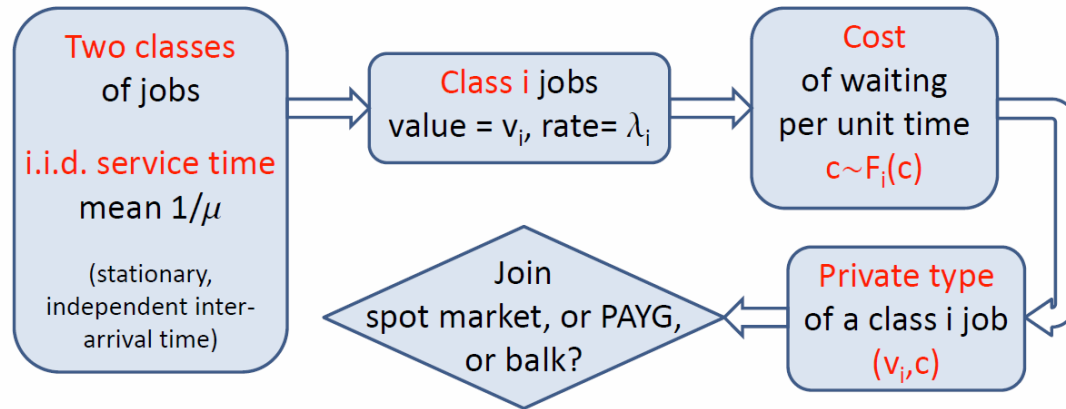 Two classes
of jobs
i.i.d. service time
mean 1/μ
(stationary,
independent inter-
arrival time)
Class i jobs
value = vᵢ, rate= λᵢ
Cost
of waiting
per unit time
c~Fᵢ(c)
Private type
of a class i job
(vᵢ,c)
Join
spot market, or PAYG,
or balk?